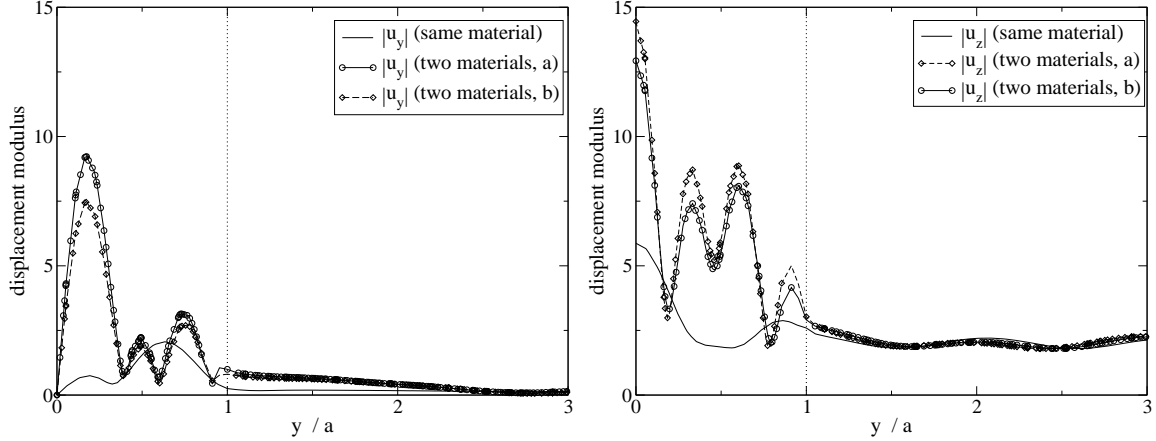 15
10
5
0
displacement modulus
|u_y| (same material)
|u_y| (two materials, a)
|u_y| (two materials, b)
0
1
2
3
y / a
15
10
5
0
displacement modulus
|u_z| (same material)
|u_z| (two materials, a)
|u_z| (two materials, b)
0
1
2
3
y / a